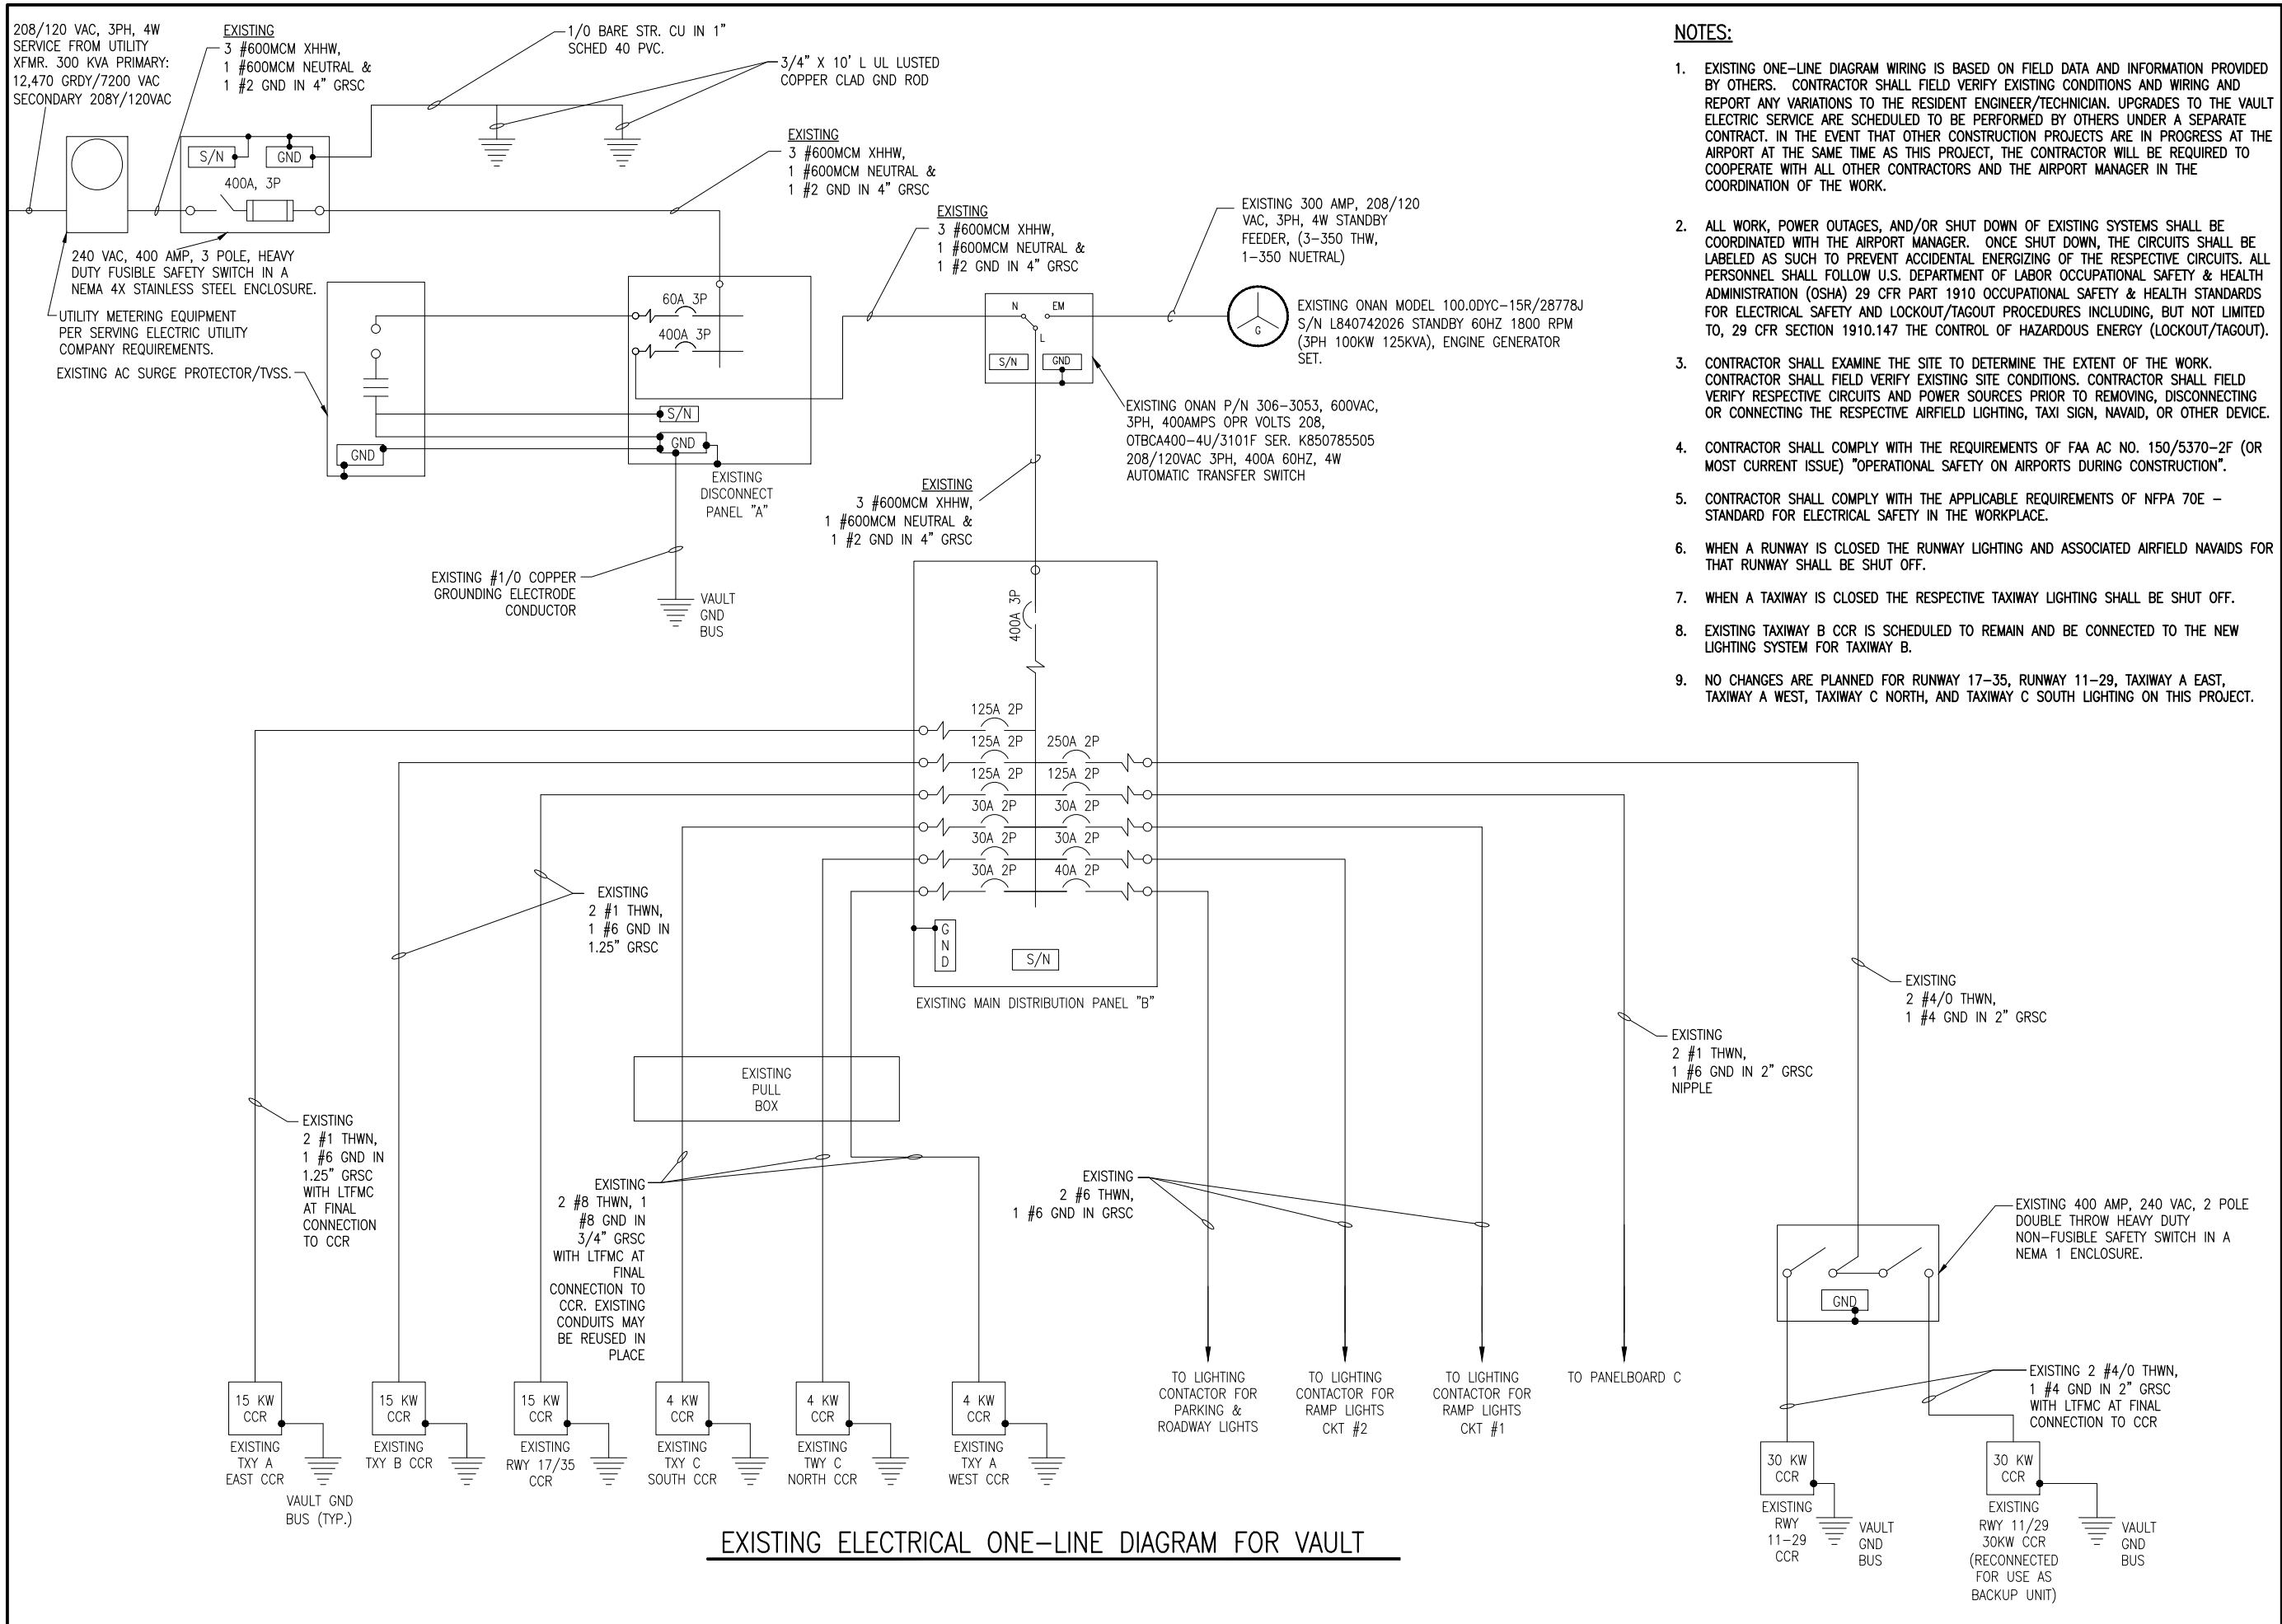 208/120 VAC, 3PH, 4W
SERVICE FROM UTILITY
XFMR. 300 KVA PRIMARY:
12,470 GRDY/7200 VAC
SECONDARY 208Y/120VAC
EXISTING
3 #600MCM XHHW,
1 #600MCM NEUTRAL &
1 #2 GND IN 4" GRSC
1/0 BARE STR. CU IN 1"
SCHED 40 PVC.
3/4" X 10' L UL LUSTED
COPPER CLAD GND ROD
S/N
GND
400A, 3P
240 VAC, 400 AMP, 3 POLE, HEAVY
DUTY FUSIBLE SAFETY SWITCH IN A
NEMA 4X STAINLESS STEEL ENCLOSURE.
UTILITY METERING EQUIPMENT
PER SERVING ELECTRIC UTILITY
COMPANY REQUIREMENTS.
EXISTING AC SURGE PROTECTOR/TVSS.
GND
EXISTING
3 #600MCM XHHW,
1 #600MCM NEUTRAL &
1 #2 GND IN 4" GRSC
60A 3P
400A 3P
S/N
GND
EXISTING
DISCONNECT
PANEL "A"
EXISTING #1/0 COPPER
GROUNDING ELECTRODE
CONDUCTOR
VAULT
GND
BUS
EXISTING
3 #600MCM XHHW,
1 #600MCM NEUTRAL &
1 #2 GND IN 4" GRSC
EXISTING 300 AMP, 208/120
VAC, 3PH, 4W STANDBY
FEEDER, (3-350 THW,
1-350 NUETRAL)
N
EM
L
S/N
GND
G
EXISTING ONAN MODEL 100.0DYC-15R/28778J
S/N L840742026 STANDBY 60HZ 1800 RPM
(3PH 100KW 125KVA), ENGINE GENERATOR
SET.
EXISTING ONAN P/N 306-3053, 600VAC,
3PH, 400AMPS OPR VOLTS 208,
OTBCA400-4U/3101F SER. K850785505
208/120VAC 3PH, 400A 60HZ, 4W
AUTOMATIC TRANSFER SWITCH
EXISTING
3 #600MCM XHHW,
1 #600MCM NEUTRAL &
1 #2 GND IN 4" GRSC
400A 3P
125A 2P
125A 2P
250A 2P
125A 2P
125A 2P
30A 2P
30A 2P
30A 2P
30A 2P
30A 2P
40A 2P
G
N
D
S/N
EXISTING MAIN DISTRIBUTION PANEL "B"
EXISTING
2 #1 THWN,
1 #6 GND IN
1.25" GRSC
EXISTING
PULL
BOX
EXISTING
2 #1 THWN,
1 #6 GND IN
1.25" GRSC
WITH LTFMC
AT FINAL
CONNECTION
TO CCR
EXISTING
2 #8 THWN, 1
#8 GND IN
3/4" GRSC
WITH LTFMC AT
FINAL
CONNECTION TO
CCR. EXISTING
CONDUITS MAY
BE REUSED IN
PLACE
EXISTING
2 #6 THWN,
1 #6 GND IN GRSC
EXISTING
2 #4/0 THWN,
1 #4 GND IN 2" GRSC
EXISTING
2 #1 THWN,
1 #6 GND IN 2" GRSC
NIPPLE
EXISTING 400 AMP, 240 VAC, 2 POLE
DOUBLE THROW HEAVY DUTY
NON-FUSIBLE SAFETY SWITCH IN A
NEMA 1 ENCLOSURE.
GND
EXISTING 2 #4/0 THWN,
1 #4 GND IN 2" GRSC
WITH LTFMC AT FINAL
CONNECTION TO CCR
15 KW
CCR
EXISTING
TXY A
EAST CCR
VAULT GND
BUS (TYP.)
15 KW
CCR
EXISTING
TXY B CCR
15 KW
CCR
EXISTING
RWY 17/35
CCR
4 KW
CCR
EXISTING
TXY C
SOUTH CCR
4 KW
CCR
EXISTING
TWY C
NORTH CCR
4 KW
CCR
EXISTING
TXY A
WEST CCR
TO LIGHTING
CONTACTOR FOR
PARKING &
ROADWAY LIGHTS
TO LIGHTING
CONTACTOR FOR
RAMP LIGHTS
CKT #2
TO LIGHTING
CONTACTOR FOR
RAMP LIGHTS
CKT #1
TO PANELBOARD C
30 KW
CCR
EXISTING
RWY
11-29
CCR
VAULT
GND
BUS
30 KW
CCR
EXISTING
RWY 11/29
30KW CCR
(RECONNECTED
FOR USE AS
BACKUP UNIT)
VAULT
GND
BUS
EXISTING ELECTRICAL ONE-LINE DIAGRAM FOR VAULT
NOTES:
1. EXISTING ONE-LINE DIAGRAM WIRING IS BASED ON FIELD DATA AND INFORMATION PROVIDED
BY OTHERS. CONTRACTOR SHALL FIELD VERIFY EXISTING CONDITIONS AND WIRING AND
REPORT ANY VARIATIONS TO THE RESIDENT ENGINEER/TECHNICIAN. UPGRADES TO THE VAULT
ELECTRIC SERVICE ARE SCHEDULED TO BE PERFORMED BY OTHERS UNDER A SEPARATE
CONTRACT. IN THE EVENT THAT OTHER CONSTRUCTION PROJECTS ARE IN PROGRESS AT THE
AIRPORT AT THE SAME TIME AS THIS PROJECT, THE CONTRACTOR WILL BE REQUIRED TO
COOPERATE WITH ALL OTHER CONTRACTORS AND THE AIRPORT MANAGER IN THE
COORDINATION OF THE WORK.
2. ALL WORK, POWER OUTAGES, AND/OR SHUT DOWN OF EXISTING SYSTEMS SHALL BE
COORDINATED WITH THE AIRPORT MANAGER. ONCE SHUT DOWN, THE CIRCUITS SHALL BE
LABELED AS SUCH TO PREVENT ACCIDENTAL ENERGIZING OF THE RESPECTIVE CIRCUITS. ALL
PERSONNEL SHALL FOLLOW U.S. DEPARTMENT OF LABOR OCCUPATIONAL SAFETY & HEALTH
ADMINISTRATION (OSHA) 29 CFR PART 1910 OCCUPATIONAL SAFETY & HEALTH STANDARDS
FOR ELECTRICAL SAFETY AND LOCKOUT/TAGOUT PROCEDURES INCLUDING, BUT NOT LIMITED
TO, 29 CFR SECTION 1910.147 THE CONTROL OF HAZARDOUS ENERGY (LOCKOUT/TAGOUT).
3. CONTRACTOR SHALL EXAMINE THE SITE TO DETERMINE THE EXTENT OF THE WORK.
CONTRACTOR SHALL FIELD VERIFY EXISTING SITE CONDITIONS. CONTRACTOR SHALL FIELD
VERIFY RESPECTIVE CIRCUITS AND POWER SOURCES PRIOR TO REMOVING, DISCONNECTING
OR CONNECTING THE RESPECTIVE AIRFIELD LIGHTING, TAXI SIGN, NAVAID, OR OTHER DEVICE.
4. CONTRACTOR SHALL COMPLY WITH THE REQUIREMENTS OF FAA AC NO. 150/5370-2F (OR
MOST CURRENT ISSUE) "OPERATIONAL SAFETY ON AIRPORTS DURING CONSTRUCTION".
5. CONTRACTOR SHALL COMPLY WITH THE APPLICABLE REQUIREMENTS OF NFPA 70E –
STANDARD FOR ELECTRICAL SAFETY IN THE WORKPLACE.
6. WHEN A RUNWAY IS CLOSED THE RUNWAY LIGHTING AND ASSOCIATED AIRFIELD NAVAIDS FOR
THAT RUNWAY SHALL BE SHUT OFF.
7. WHEN A TAXIWAY IS CLOSED THE RESPECTIVE TAXIWAY LIGHTING SHALL BE SHUT OFF.
8. EXISTING TAXIWAY B CCR IS SCHEDULED TO REMAIN AND BE CONNECTED TO THE NEW
LIGHTING SYSTEM FOR TAXIWAY B.
9. NO CHANGES ARE PLANNED FOR RUNWAY 17-35, RUNWAY 11-29, TAXIWAY A EAST,
TAXIWAY A WEST, TAXIWAY C NORTH, AND TAXIWAY C SOUTH LIGHTING ON THIS PROJECT.